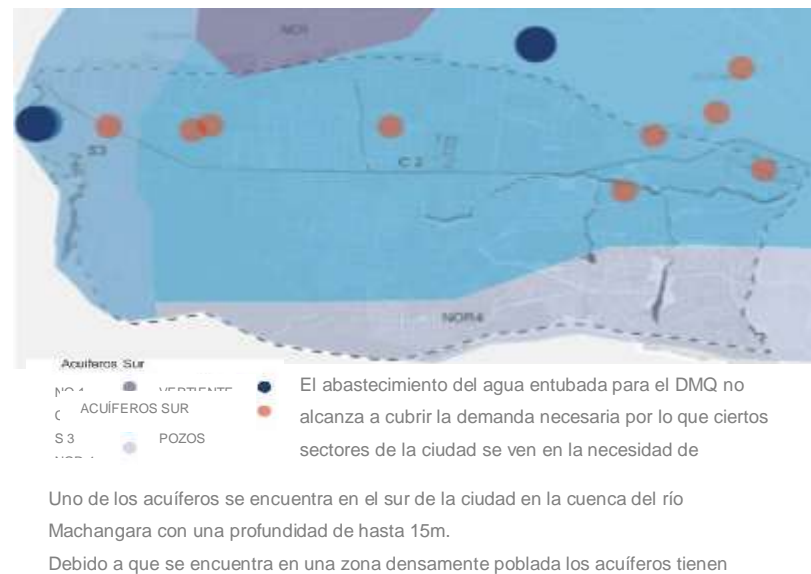 NO1
S3
C 2
NOR4
Acuiferos Sur
NO 1
VERTIENTE
ACUÍFEROS SUR
S 3
POZOS
El abastecimiento del agua entubada para el DMQ no
alcanza a cubrir la demanda necesaria por lo que ciertos
sectores de la ciudad se ven en la necesidad de
Uno de los acuíferos se encuentra en el sur de la ciudad en la cuenca del río
Machangara con una profundidad de hasta 15m.
Debido a que se encuentra en una zona densamente poblada los acuíferos tienen